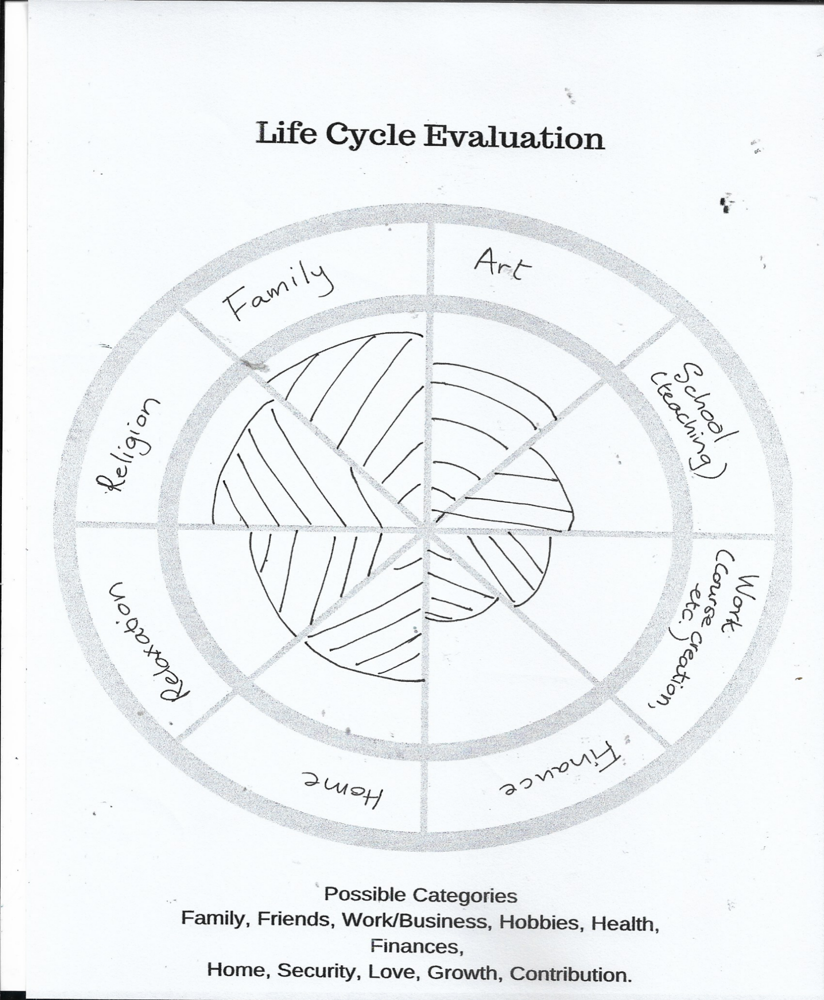 Life Cycle Evaluation
Family
Art
School
(teaching)
Work
(Course creation,
etc.)
Finance
Home
Relaxation
Religion
Possible Categories
Family, Friends, Work/Business, Hobbies, Health,
Finances,
Home, Security, Love, Growth, Contribution.